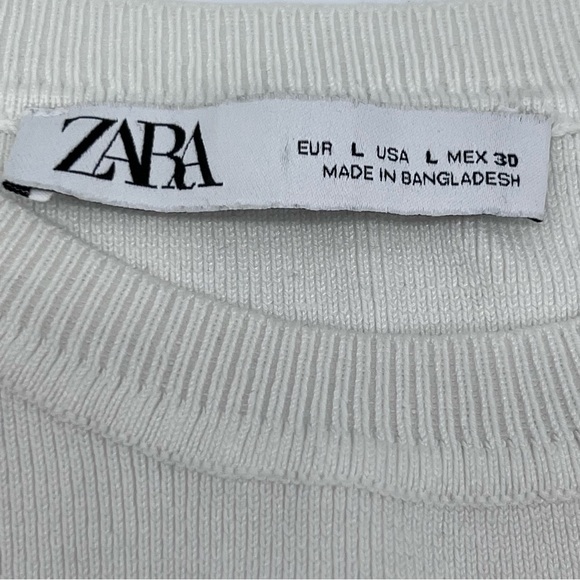 ZARA
EUR L USA L MEX 30
MADE IN BANGLADESH